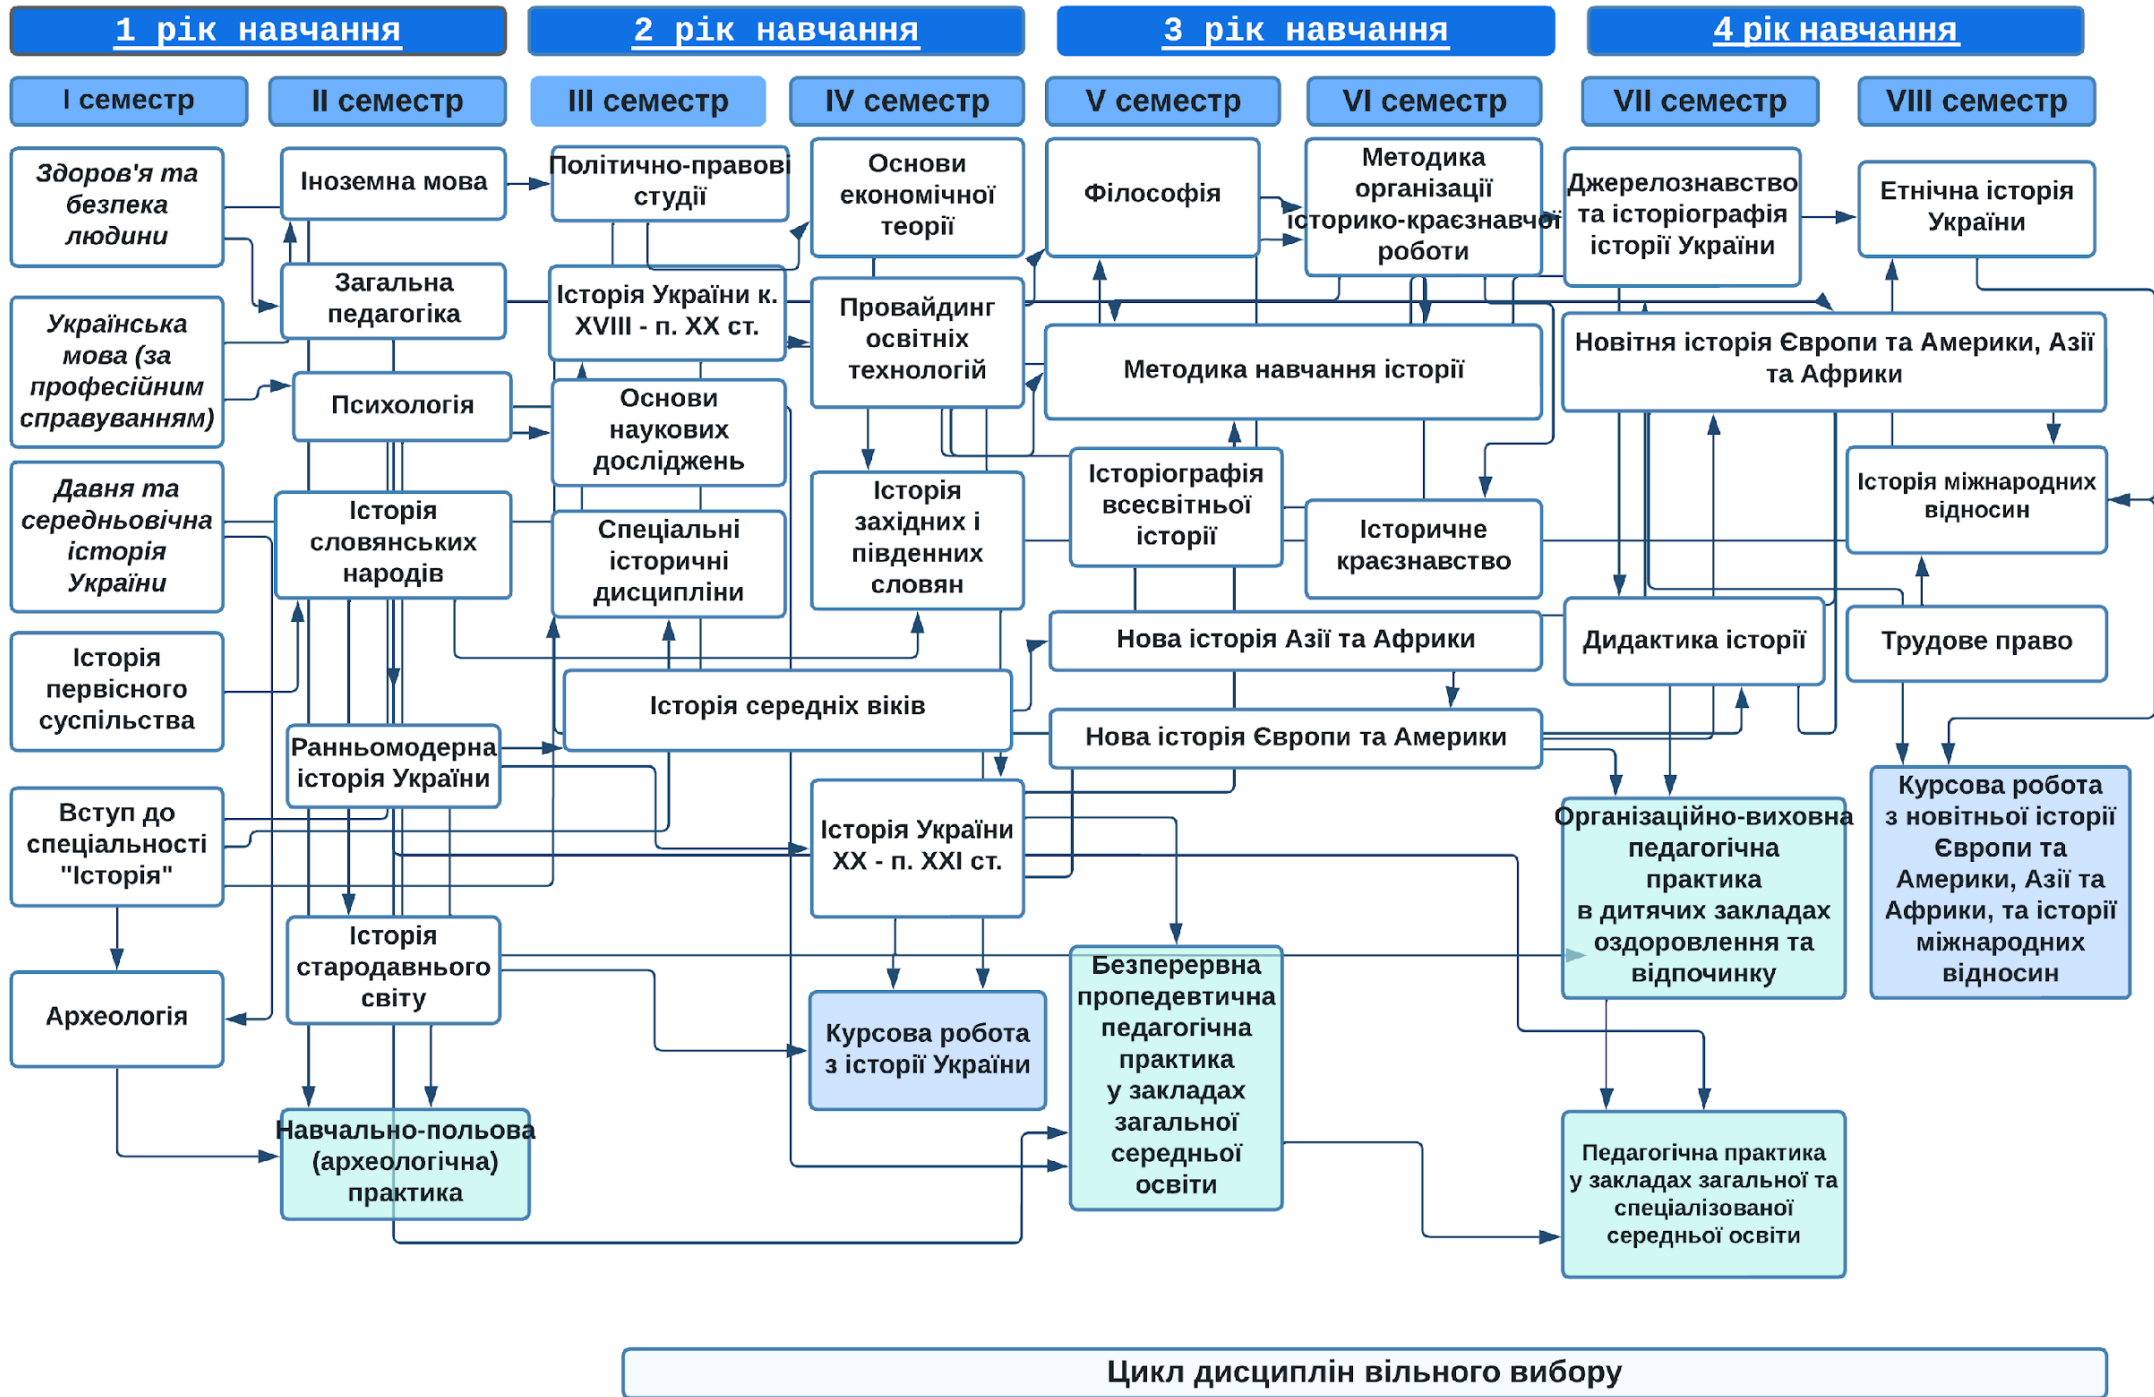 1 рік навчання
2 рік навчання
3 рік навчання
4 рік навчання
I семестр
II семестр
III семестр
IV семестр
V семестр
VI семестр
VII семестр
VIII семестр
Здоров'я та
безпека
людини
Українська
мова (за
професійним
справуванням)
Давня та
середньовічна
історія
України
Історія
первісного
суспільства
Вступ до
спеціальності
"Історія"
Археологія
Іноземна мова
Загальна
педагогіка
Психологія
Історія
словянських
народів
Ранньомодерна
історія України
Історія
стародавнього
світу
Навчально-польова
(археологічна)
практика
Політично-правові
студії
Історія України к.
XVIII - п. XX ст.
Основи
наукових
досліджень
Спеціальні
історичні
дисципліни
Історія середніх віків
Основи
економічної
теорії
Провайдинг
освітніх
технологій
Історія
західних і
південних
словян
Історія України
XX - п. XXI ст.
Курсова робота
з історії України
Філософія
Методика навчання історії
Історіографія
всесвітньої
історії
Нова історія Азії та Африки
Нова історія Європи та Америки
Безперервна
пропедевтична
педагогічна
практика
у закладах
загальної
середньої
освіти
Методика
організації
історико-краєзнавчої
роботи
Історичне
краєзнавство
Джерелознавство
та історіографія
історії України
Новітня історія Європи та Америки, Азії
та Африки
Дидактика історії
Організаційно-виховна
педагогічна
практика
в дитячих закладах
оздоровлення та
відпочинку
Педагогічна практика
у закладах загальної та
спеціалізованої
середньої освіти
Етнічна історія
України
Історія міжнародних
відносин
Трудове право
Курсова робота
з новітньої історії
Європи та
Америки, Азії та
Африки, та історії
міжнародних
відносин
Цикл дисциплін вільного вибору